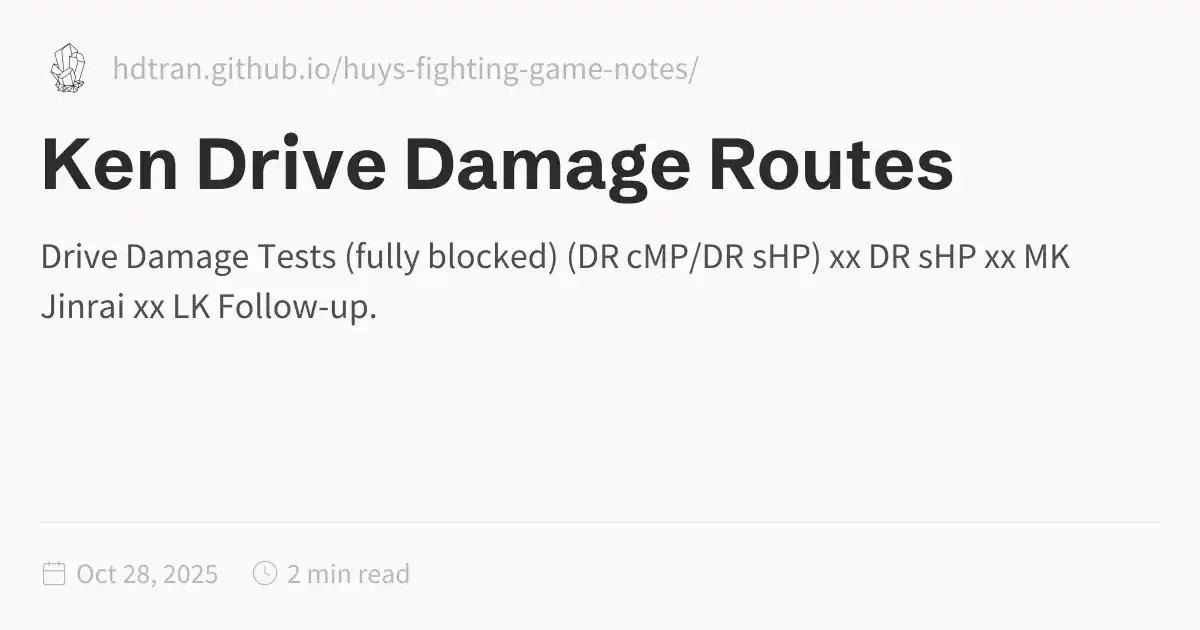 hdtran.github.io/huys-fighting-game-notes/
Ken Drive Damage Routes
Drive Damage Tests (fully blocked) (DR cMP/DR sHP) xx DR sHP xx MK
Jinrai xx LK Follow-up.
Oct 28, 2025 2 min read